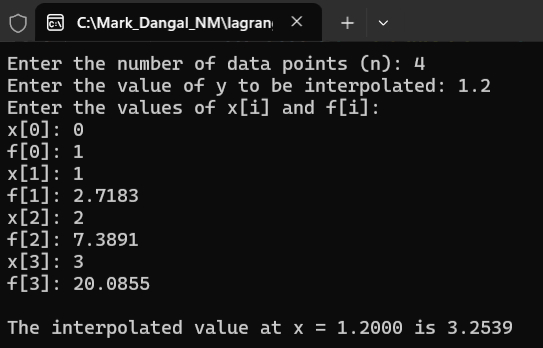 C:\Mark_Dangal_NM\lagran
Enter the number of data points (n): 4
Enter the value of y to be interpolated: 1.2
Enter the values of x[i] and f[i]:
x[0]: 0
f[0]: 1
x[1]: 1
f[1]: 2.7183
x[2]: 2
f[2]: 7.3891
x[3]: 3
f[3]: 20.0855
The interpolated value at x = 1.2000 is 3.2539